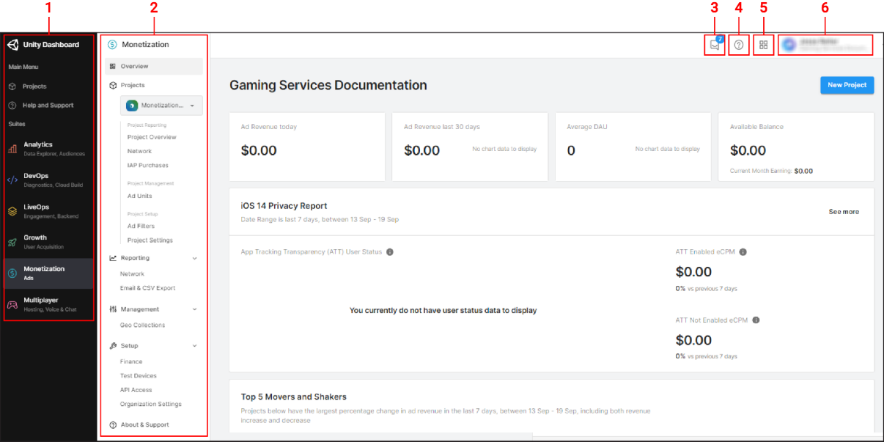 1
2
3
4
5
6
Unity Dashboard
Main Menu
Projects
Help and Support
Suites
Analytics
Data Explorer, Audiences
DevOps
Diagnostics, Cloud Build
LiveOps
Engagement, Backend
Growth
User Acquisition
Monetization
Ads
Multiplayer
Hosting, Voice & Chat
Monetization
Overview
Projects
Monetization...
Project Reporting
Project Overview
Network
IAP Purchases
Project Management
Ad Units
Project Setup
Ad Filters
Project Settings
Reporting
Network
Email & CSV Export
Management
Geo Collections
Setup
Finance
Test Devices
API Access
Organization Settings
About & Support
2
Gaming Services Documentation
New Project
Ad Revenue today
$0.00
Ad Revenue last 30 days
$0.00
No chart data to display
Average DAU
0
No chart data to display
Available Balance
$0.00
Current Month Earning: $0.00
iOS 14 Privacy Report
Date Range is last 7 days, between 13 Sep - 19 Sep
See more
App Tracking Transparency (ATT) User Status
You currently do not have user status data to display
ATT Enabled eCPM
$0.00
0% vs previous 7 days
ATT Not Enabled eCPM
$0.00
0% vs previous 7 days
Top 5 Movers and Shakers
Projects below have the largest percentage change in ad revenue in the last 7 days, between 13 Sep - 19 Sep, including both revenue
increase and decrease